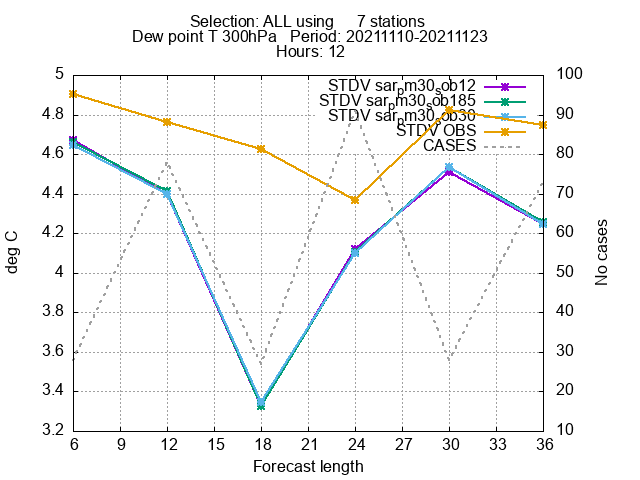 Selection: ALL using 7 stations
Dew point T 300hPa Period: 20211110-20211123
Hours: 12
5 100
STDV sar_pm30_sob12
4.8 90
STDV sar_pm30_sob185
STDV sar_pm30_sob36
STDV OBS
CASES
4.6 80
4.4 70
4.2 60
deg C
No cases
4 50
3.8 40
3.6 30
3.4 20
3.2 10
6 9 12 15 18 21 24 27 30 33 36
Forecast length